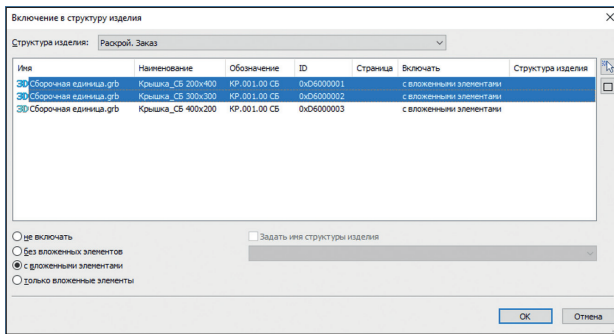 Включение в структуру изделия
Структура изделия: Раскрой. Заказ
Имя Наименование Обозначение ID Страница Включать Структура изделия
3D Сборочная единица.grb Крышка_СБ 200x400 КР.001.00 СБ 0xD6000001 с вложенными элементами
3D Сборочная единица.grb Крышка_СБ 300x300 КР.001.00 СБ 0xD6000002 с вложенными элементами
3D Сборочная единица.grb Крышка_СБ 400x200 КР.001.00 СБ 0xD6000003 с вложенными элементами
не включать
без вложенных элементов
с вложенными элементами
только вложенные элементы
Задать имя структуры изделия
OK Отмена